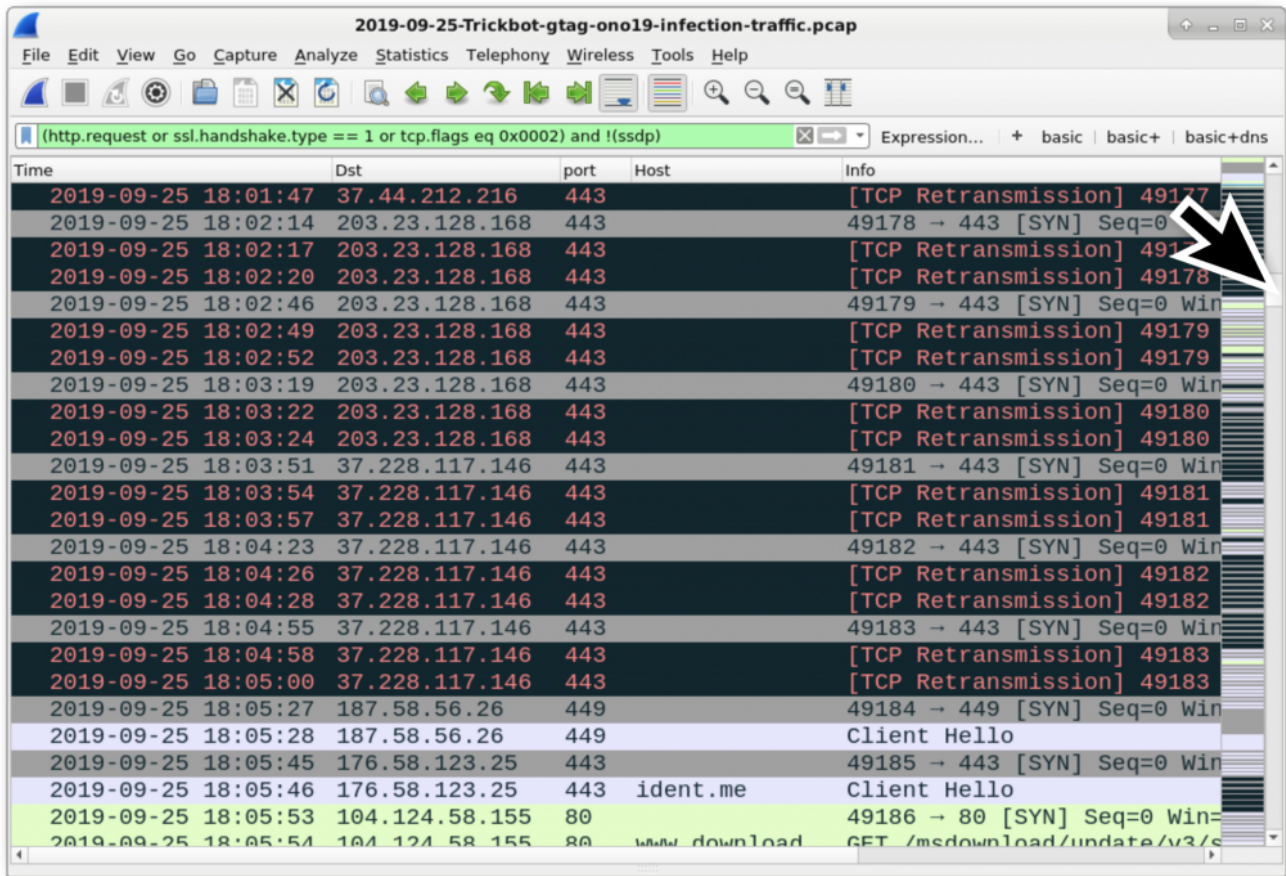 2019-09-25-Trickbot-gtag-ono19-infection-traffic.pcap
File Edit View Go Capture Analyze Statistics Telephony Wireless Tools Help
(http.request or ssl.handshake.type == 1 or tcp.flags eq 0x0002) and !(ssdp) Expression... + basic basic+ basic+dns
Time Dst port Host Info
2019-09-25 18:01:47 37.44.212.216 443 [TCP Retransmission] 49177
2019-09-25 18:02:14 203.23.128.168 443 49178 → 443 [SYN] Seq=0
2019-09-25 18:02:17 203.23.128.168 443 [TCP Retransmission]
2019-09-25 18:02:20 203.23.128.168 443 [TCP Retransmission] 49178
2019-09-25 18:02:46 203.23.128.168 443 49179 → 443 [SYN] Seq=0 Win
2019-09-25 18:02:49 203.23.128.168 443 [TCP Retransmission] 49179
2019-09-25 18:02:52 203.23.128.168 443 [TCP Retransmission] 49179
2019-09-25 18:03:19 203.23.128.168 443 49180 → 443 [SYN] Seq=0 Win
2019-09-25 18:03:22 203.23.128.168 443 [TCP Retransmission] 49180
2019-09-25 18:03:24 203.23.128.168 443 [TCP Retransmission] 49180
2019-09-25 18:03:51 37.228.117.146 443 49181 → 443 [SYN] Seq=0 Win
2019-09-25 18:03:54 37.228.117.146 443 [TCP Retransmission] 49181
2019-09-25 18:03:57 37.228.117.146 443 [TCP Retransmission] 49181
2019-09-25 18:04:23 37.228.117.146 443 49182 → 443 [SYN] Seq=0 Win
2019-09-25 18:04:26 37.228.117.146 443 [TCP Retransmission] 49182
2019-09-25 18:04:28 37.228.117.146 443 [TCP Retransmission] 49182
2019-09-25 18:04:55 37.228.117.146 443 49183 → 443 [SYN] Seq=0 Win
2019-09-25 18:04:58 37.228.117.146 443 [TCP Retransmission] 49183
2019-09-25 18:05:00 37.228.117.146 443 [TCP Retransmission] 49183
2019-09-25 18:05:27 187.58.56.26 449 49184 → 449 [SYN] Seq=0 Win
2019-09-25 18:05:28 187.58.56.26 449 Client Hello
2019-09-25 18:05:45 176.58.123.25 443 49185 → 443 [SYN] Seq=0 Win
2019-09-25 18:05:46 176.58.123.25 443 ident.me Client Hello
2019-09-25 18:05:53 104.124.58.155 80 49186 → 80 [SYN] Seq=0 Win=
2019-09-25 18:05:54 104.124.58.155 80 www.download. GET /msdownload/update/v3/s